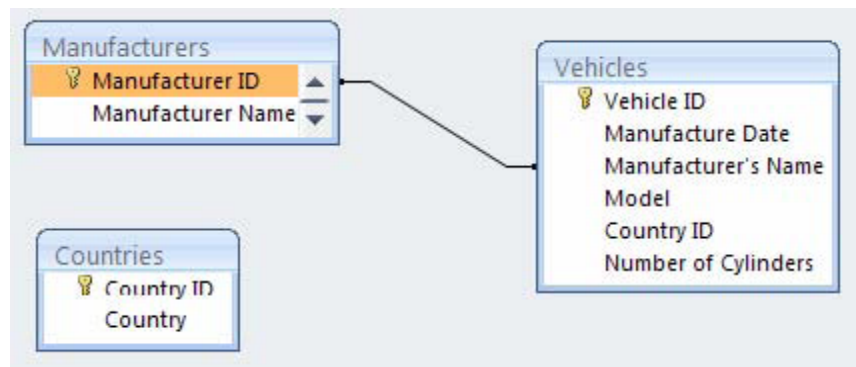 Manufacturers
Manufacturer ID
Manufacturer Name
Vehicles
Vehicle ID
Manufacture Date
Manufacturer's Name
Model
Country ID
Number of Cylinders
Countries
Country ID
Country